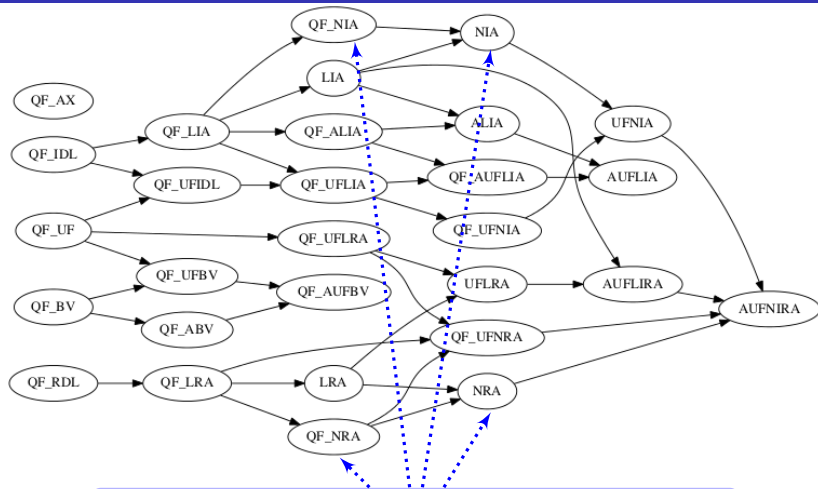 QF_NIA
NIA
LIA
QF_AX
UFNIA
QF_LIA
QF_ALIA
ALIA
QF_IDL
QF_UFIDL
QF_UFLIA
QF_AUFLIA
AUFLIA
QF_UF
QF_UFLRA
QF_UFNIA
QF_UFBV
QF_AUFBV
UFLRA
AUFLIRA
QF_BV
QF_ABV
AUFNIRA
QF_UFNRA
QF_RDL
QF_LRA
LRA
NRA
QF_NRA